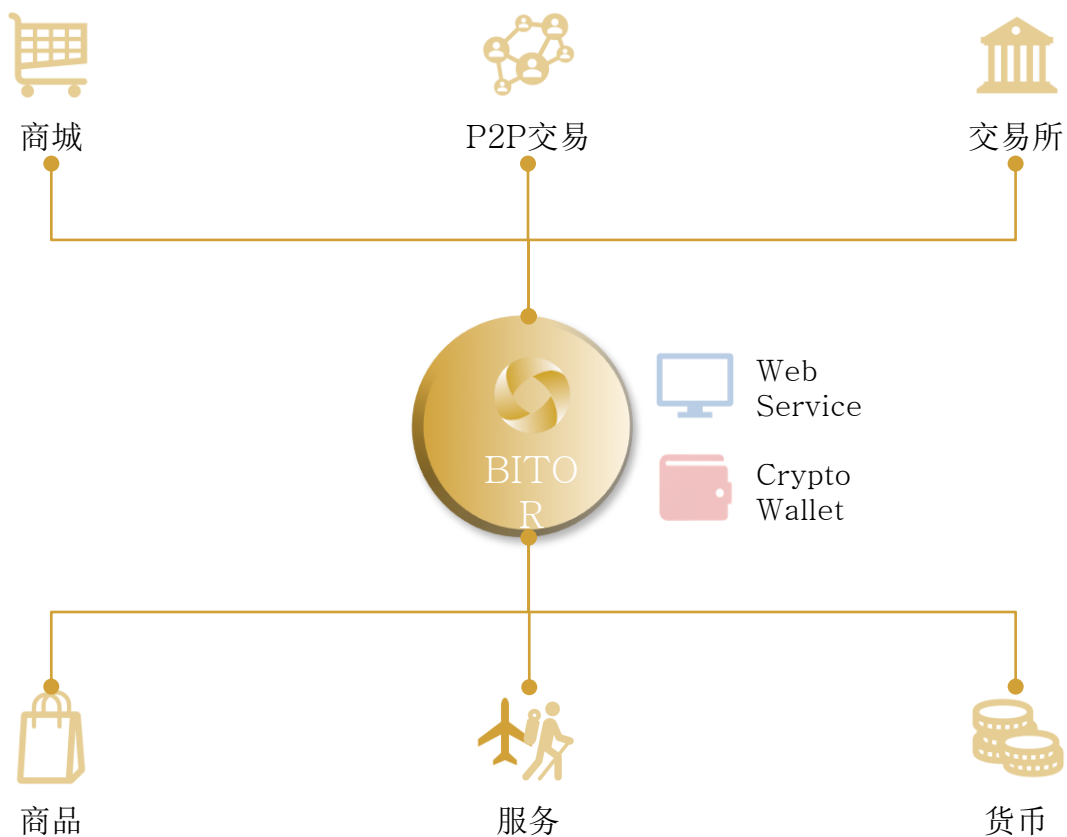 商城
P2P交易
交易所
Web
Service
BITO
R
Crypto
Wallet
商品
服务
货币